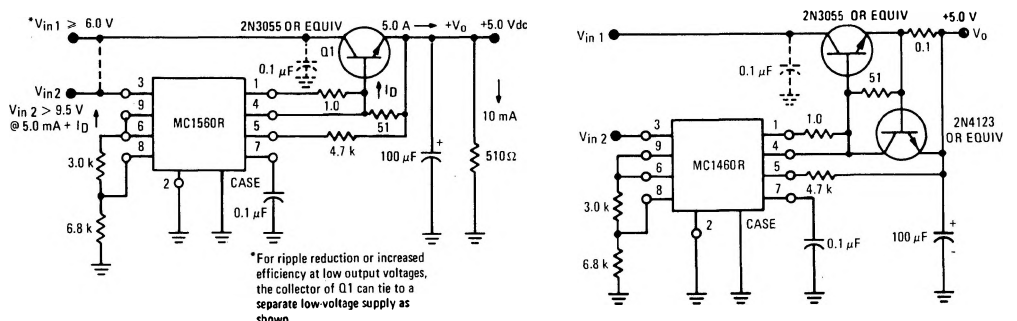 *Vin 1 ⩾ 6.0 V
2N3055 OR EQUIV
5.0 A → +Vo
+5.0 Vdc
Q1
0.1 µF
ID
10 mA
Vin2
Vin 2 > 9.5 V
@ 5.0 mA + ID
3
9
6
8
MC1560R
1
4
5
7
1.0
51
4.7 k
100 µF
+
510Ω
3.0 k
2
CASE
0.1 µF
6.8 k
*For ripple reduction or increased
efficiency at low output voltages,
the collector of Q1 can tie to a
separate low-voltage supply as
shown
2N3055 OR EQUIV
+5.0 V
Vin 1
Vo
0.1
0.1 µF
51
2N4123
OR EQUIV
Vin 2
3
9
6
8
MC1460R
1
4
5
7
1.0
4.7 k
3.0 k
2
CASE
0.1 µF
100 µF
+
-
6.8 k